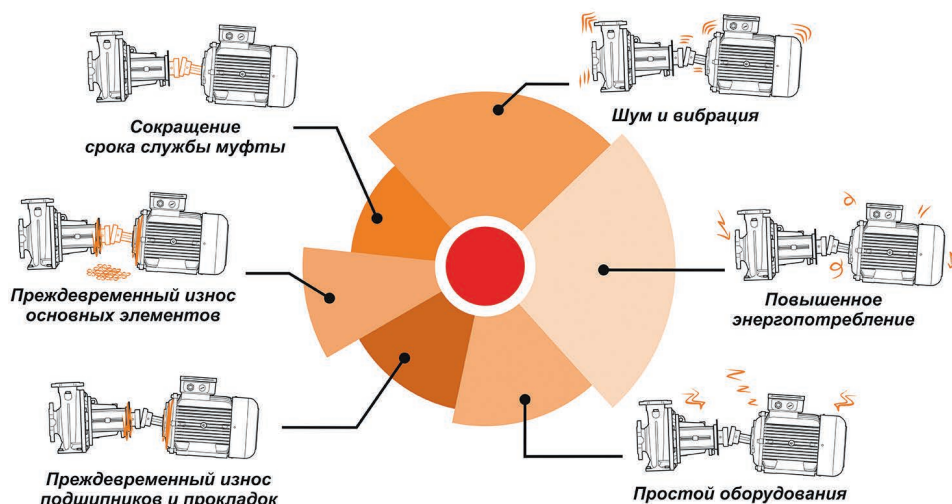 Шум и вибрация
Сокращение
срока службы муфты
Преждевременный износ
основных элементов
Повышенное
энергопотребление
Преждевременный износ
подшипников и прокладок
Простой оборудования